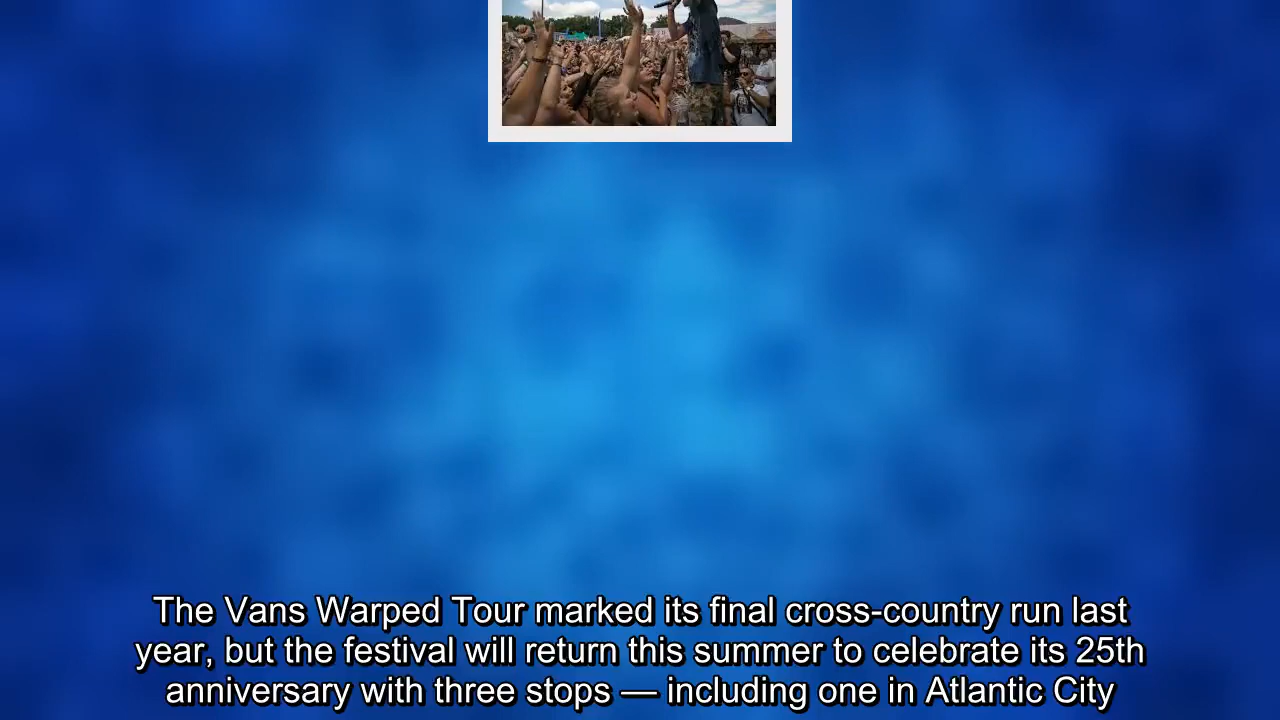 The Vans Warped Tour marked its final cross-country run last
year, but the festival will return this summer to celebrate its 25th
anniversary with three stops — including one in Atlantic City